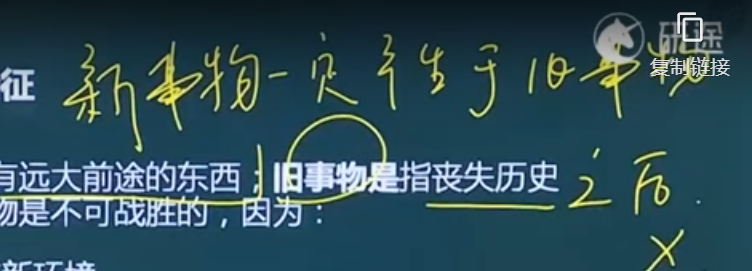 研途
复制链接
征
新事物一定产生于旧事物
有远大前途的东西；旧事物是指丧失历史
之后.
物是不可战胜的，因为：
×
新环境